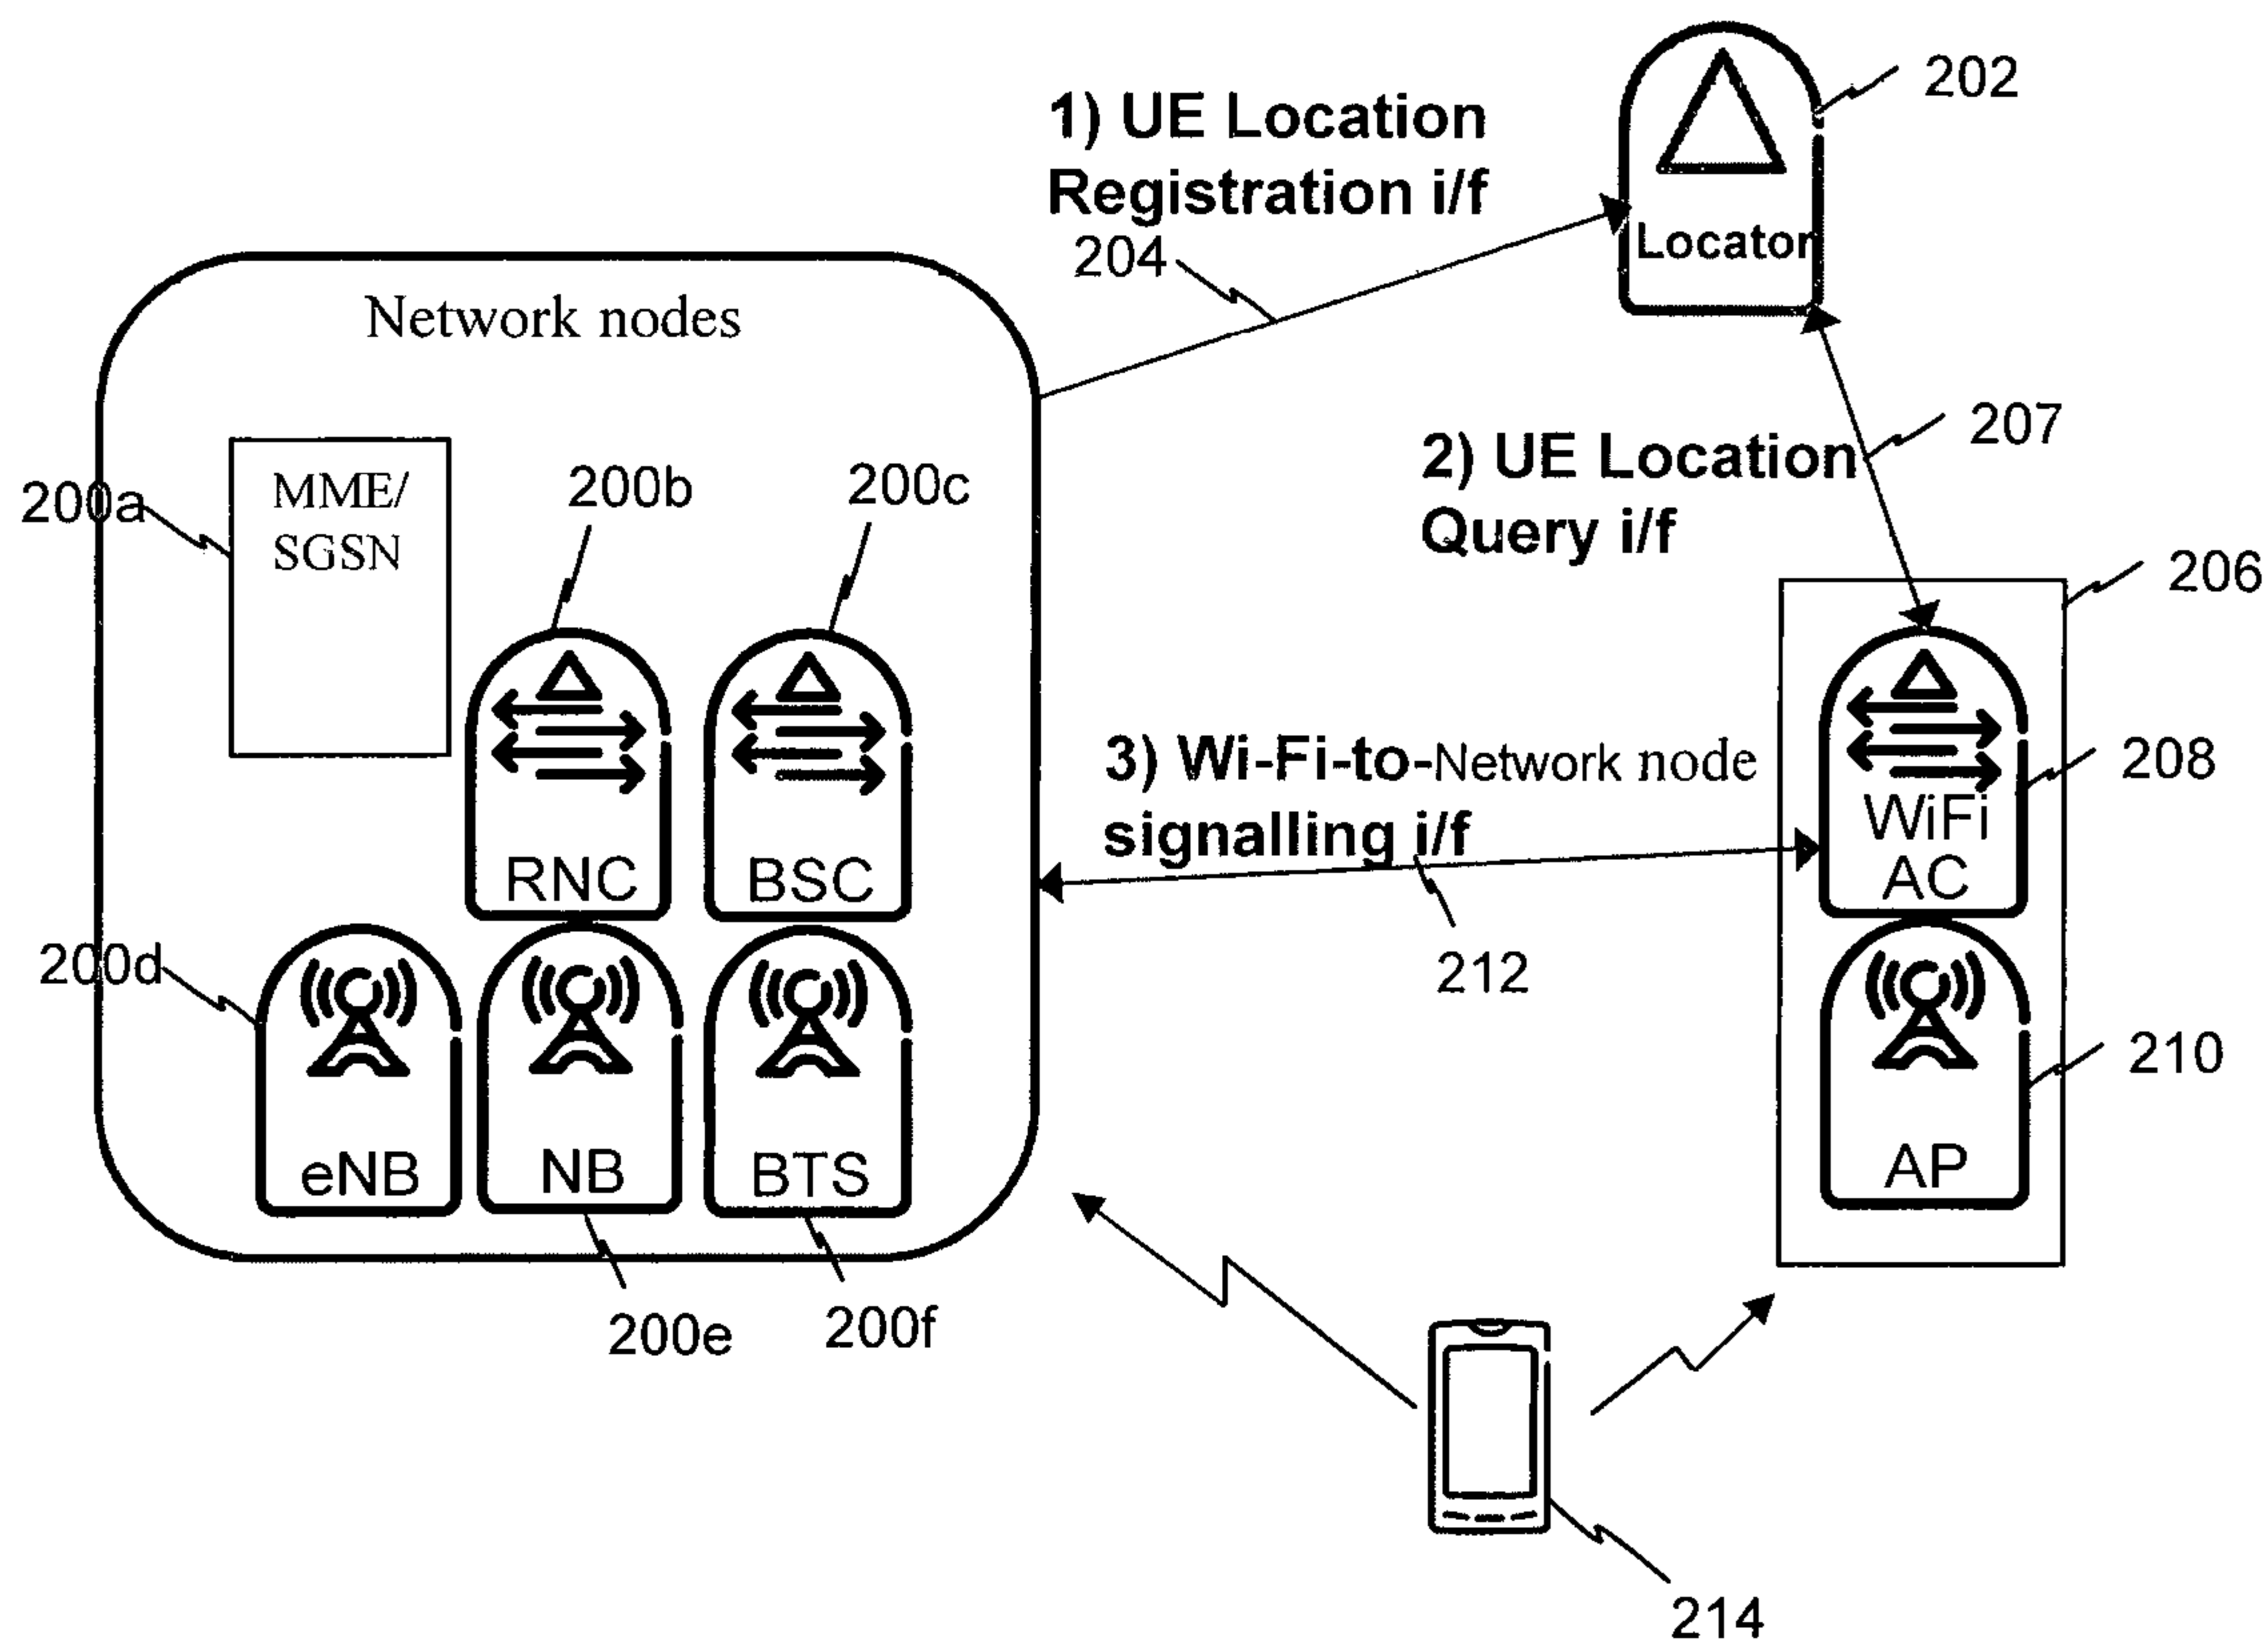 202
1) UE Location
Registration i/f
204
Locator
Network nodes
207
2) UE Location
Query i/f
200a
MME/
SGSN
200b
200c
206
3) Wi-Fi-to-Network node
signalling i/f
208
WiFi
AC
RNC
BSC
200d
212
210
eNB
NB
BTS
AP
200e
200f
214